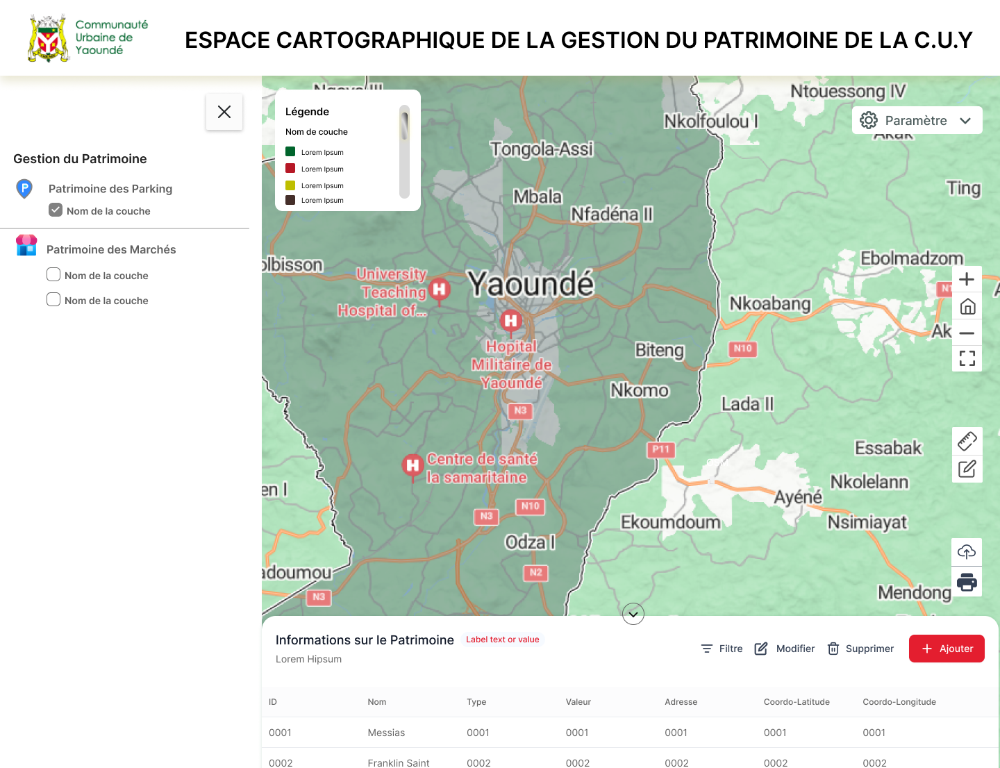 Communauté
Urbaine de
Yaoundé
ESPACE CARTOGRAPHIQUE DE LA GESTION DU PATRIMOINE DE LA C.U.Y
Gestion du Patrimoine
Patrimoine des Parking
Nom de la couche
Patrimoine des Marchés
Nom de la couche
Nom de la couche
Légende
Nom de couche
Lorem Ipsum
Lorem Ipsum
Lorem Ipsum
Lorem Ipsum
Paramètre
Ntouessong IV
Nkolfoulou I
Akak
Tongola-Assi
Ting
Mbala
Nfadéna II
Ebolmadzom
olbisson
University
Teaching
Hospital of...
H
Yaoundé
N1
Nkoabang
H
Ak
Hopital
Militaire de
Yaoundé
Biteng
N10
Nkomo
Lada II
N3
Essabak
P11
H
Centre de santé
la samaritaine
Nkolelann
en I
Ayéné
N10
N3
Ekoumdoum
Nsimiayat
Odza I
adoumou
N2
N3
Mendong
Informations sur le Patrimoine
Label text or value
Lorem Hipsum
Filtre
Modifier
Supprimer
Ajouter
ID Nom Type Valeur Adresse Coordo-Latitude Coordo-Longitude
0001 Messias 0001 0001 0001 0001 0001
0002 Franklin Saint 0002 0002 0002 0002 0002